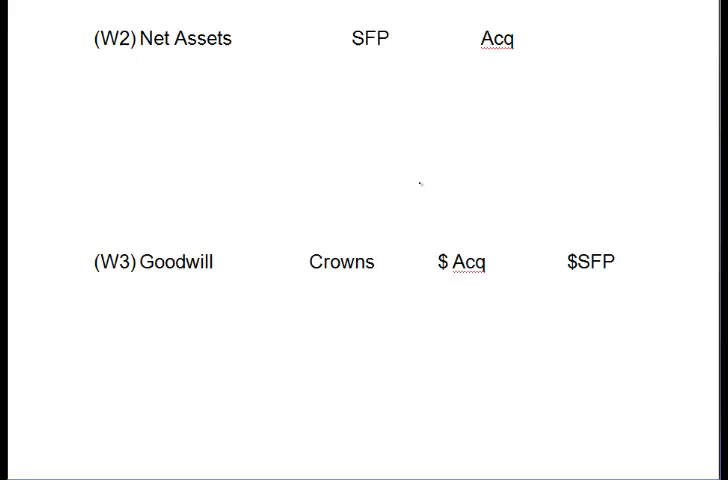 (W2) Net Assets SFP Acq
(W3) Goodwill Crowns $ Acq $SFP